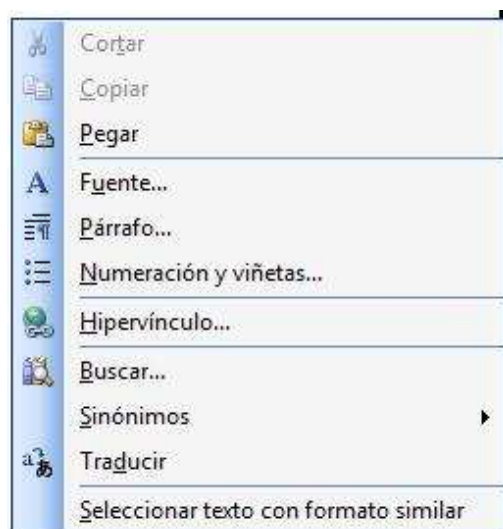 Cortar
Copiar
Pegar
Fuente...
Párrafo...
Numeración y viñetas...
Hipervínculo...
Buscar...
Sinónimos
Traducir
Seleccionar texto con formato similar